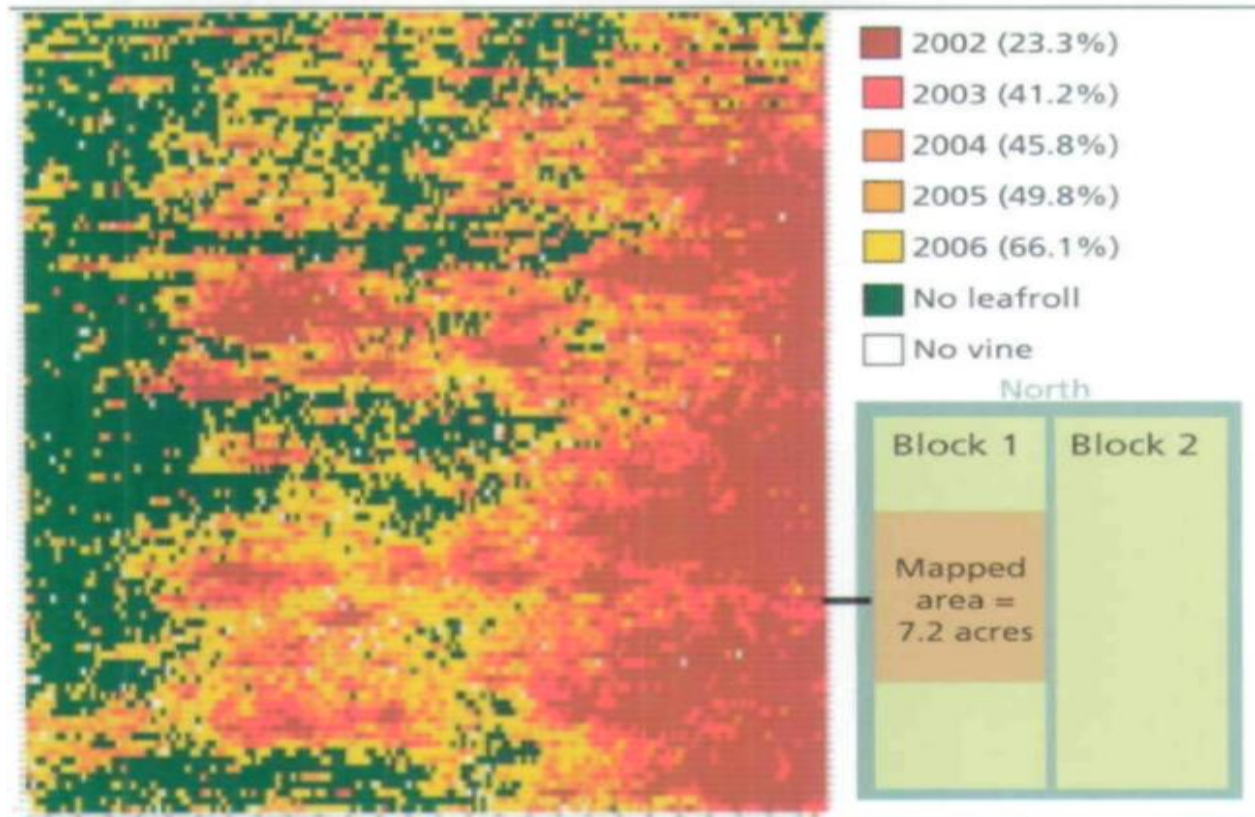 2002 (23.3%)
2003 (41.2%)
2004 (45.8%)
2005 (49.8%)
2006 (66.1%)
No leafroll
No vine
North
Block 1
Block 2
Mapped
area =
7.2 acres